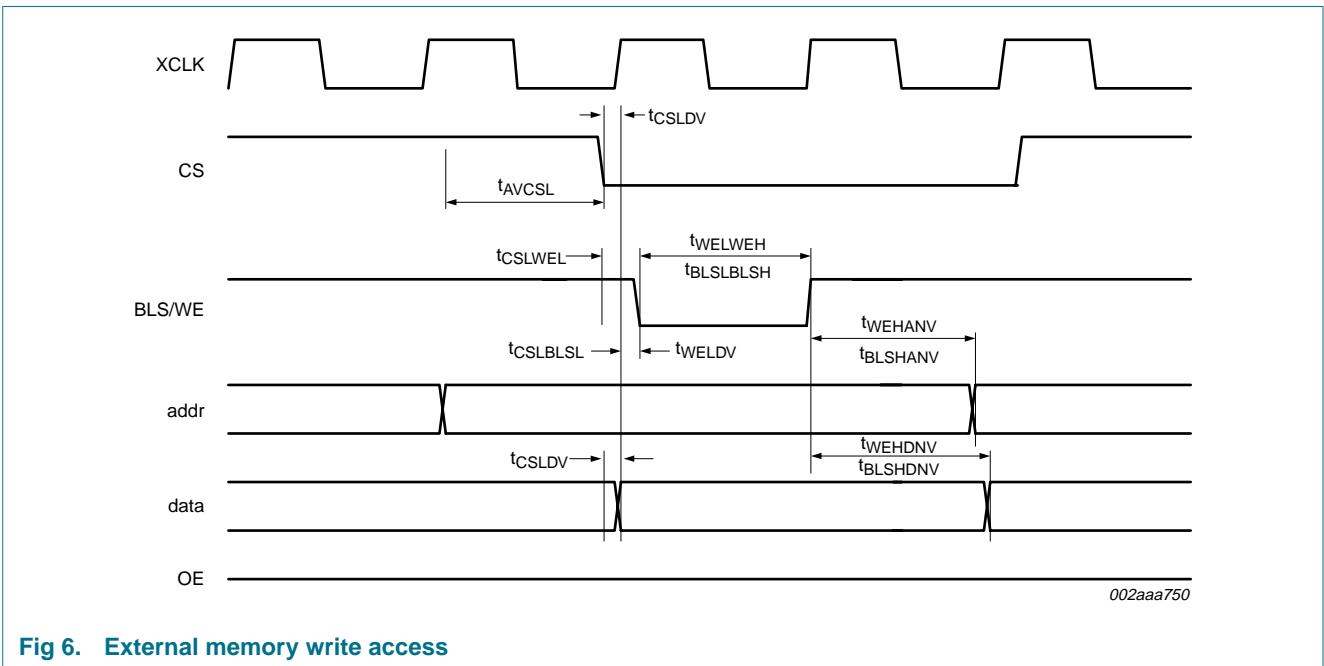 XCLK
tCSLDV
CS
tAVCSL
tCSLWEL
tWELWEH
tBLSLBLSH
BLS/WE
tCSLBLSL
tWELDV
tWEHANV
tBLSHANV
addr
tCSLDV
tWEHDNV
tBLSHDNV
data
OE
002aaa750
Fig 6. External memory write access